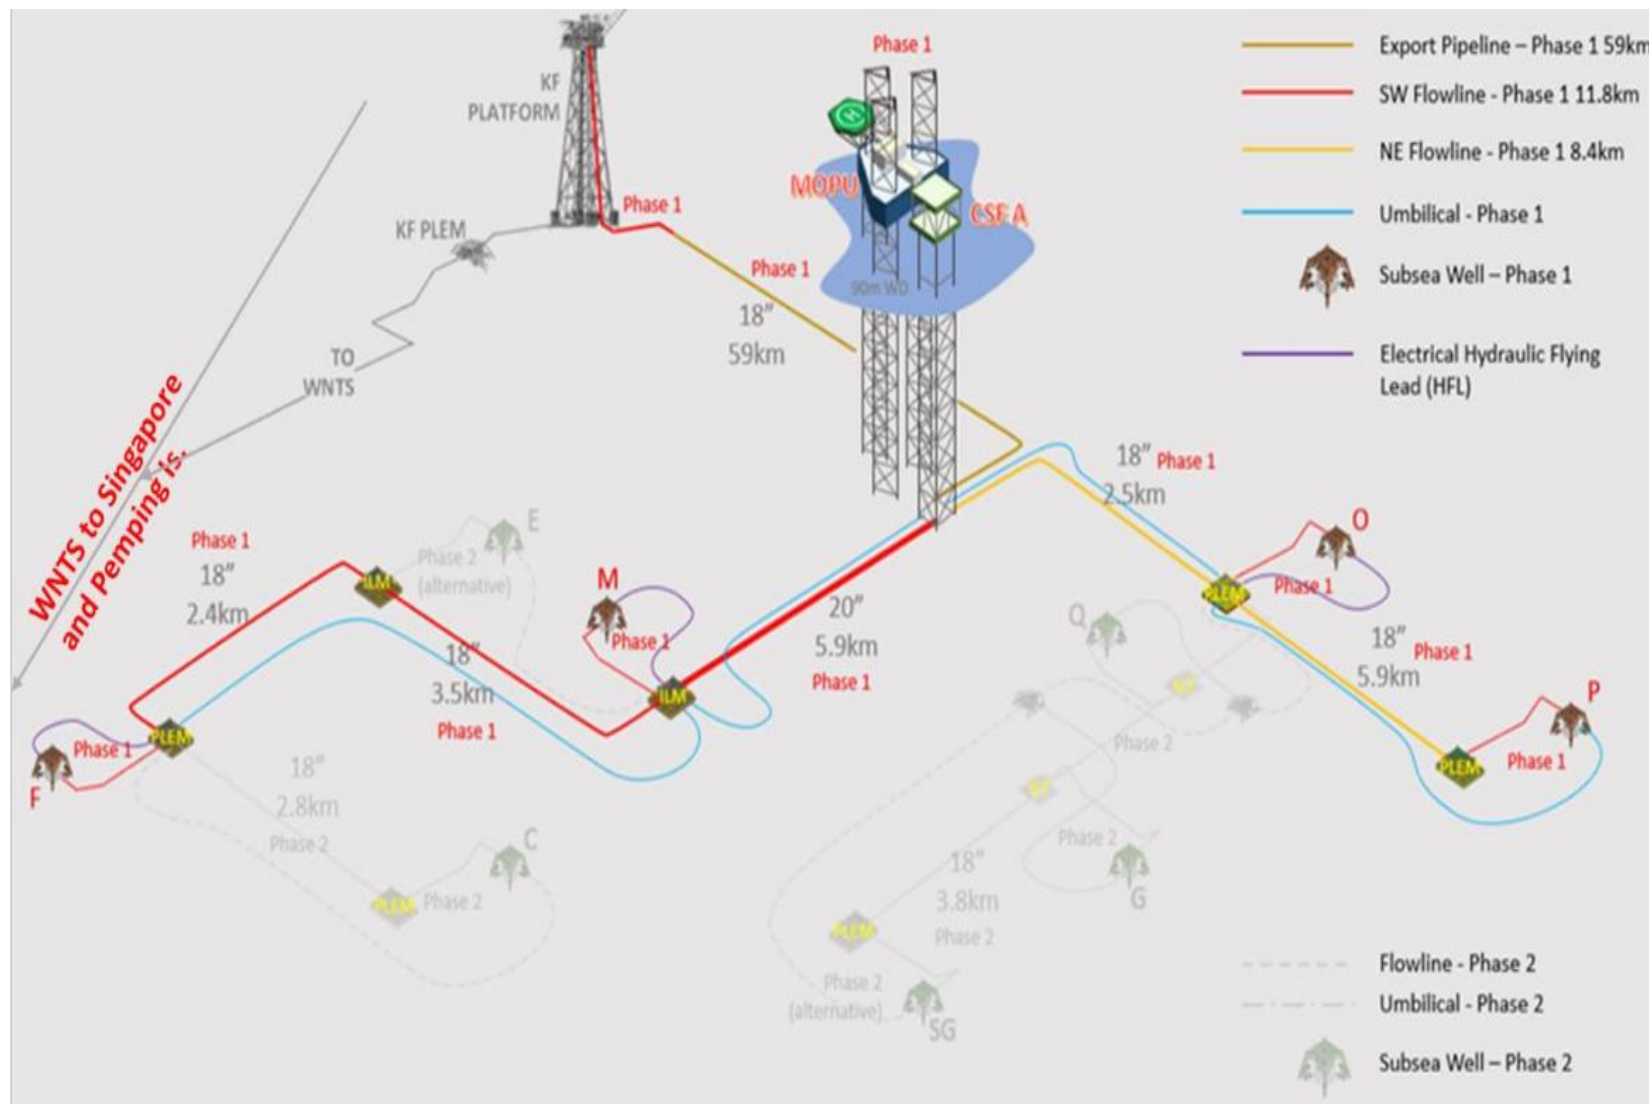 Phase 1
KF
PLATFORM
Phase 1
KF PLEM
MOPU
CSF A
Phase 1
90m WD
18″
59km
TO
WNTS
WNTS to Singapore
and Pemping is.
Export Pipeline – Phase 1 59km
SW Flowline - Phase 1 11.8km
NE Flowline - Phase 1 8.4km
Umbilical - Phase 1
Subsea Well – Phase 1
Electrical Hydraulic Flying
Lead (HFL)
18″ Phase 1
2.5km
Phase 1
18″
2.4km
ILM
E
Phase 2
(alternative)
M
Phase 1
ILM
18″
3.5km
Phase 1
20″
5.9km
Phase 1
O
PLEM
Phase 1
Q
18″ Phase 1
5.9km
P
PLEM
Phase 1
PLEM
Phase 1
F
18″
2.8km
Phase 2
C
PLEM
Phase 2
Phase 2
Phase 2
G
18″
3.8km
Phase 2
PLEM
Phase 2
(alternative)
SG
Flowline - Phase 2
Umbilical - Phase 2
Subsea Well – Phase 2